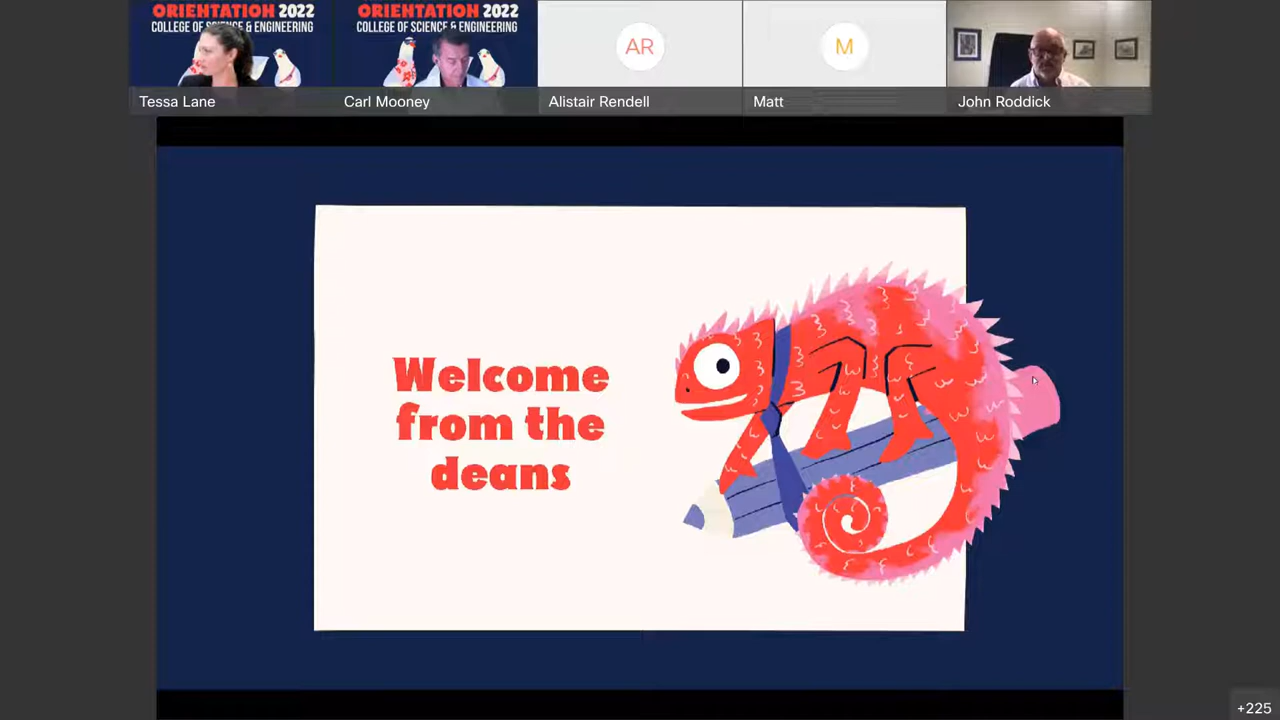 ORIENTATION 2022
COLLEGE OF SCIENCE & ENGINEERING
Tessa Lane
ORIENTATION 2022
COLLEGE OF SCIENCE & ENGINEERING
Carl Mooney
AR
Alistair Rendell
M
Matt
John Roddick
Welcome
from the
deans
+225